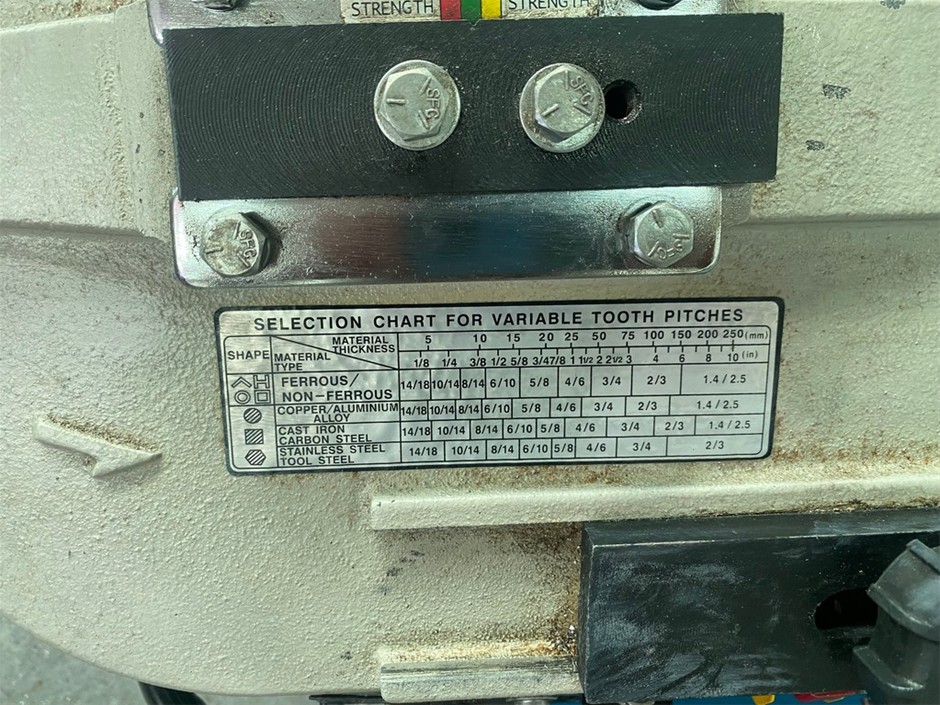 STRENGTH STRENGTH
SFC
SFC
SFC
SELECTION CHART FOR VARIABLE TOOTH PITCHES
SHAPE MATERIAL THICKNESS 5 10 15 20 25 50 75 100 150 200 250 (mm)
MATERIAL TYPE 1/8 1/4 3/8 1/2 5/8 3/4 7/8 1 1 1/2 2 2 1/2 3 4 6 8 10 (in)
FERROUS/
NON-FERROUS 14/18 10/14 8/14 6/10 5/8 4/6 3/4 2/3 1.4/2.5
COPPER/ALUMINIUM
ALLOY 14/18 10/14 8/14 6/10 5/8 4/6 3/4 2/3 1.4/2.5
CAST IRON
CARBON STEEL 14/18 10/14 8/14 6/10 5/8 4/6 3/4 2/3 1.4/2.5
STAINLESS STEEL
TOOL STEEL 14/18 10/14 8/14 6/10 5/8 4/6 3/4 2/3